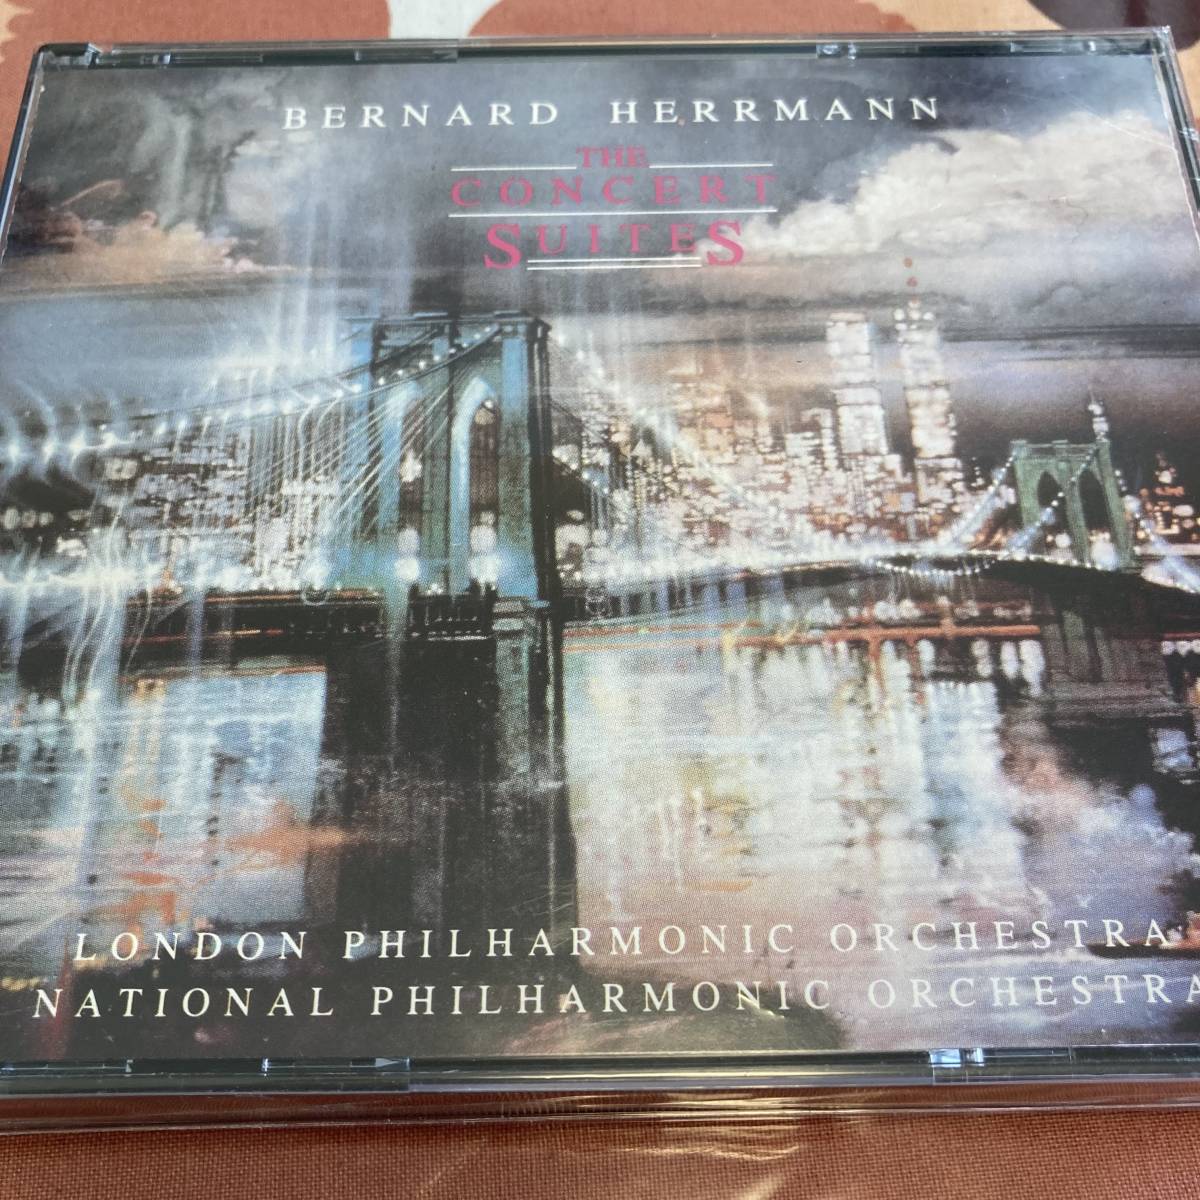 BERNARD HERRMANN
THE
CONCERT
SUITES
LONDON PHILHARMONIC ORCHESTRA
NATIONAL PHILHARMONIC ORCHESTRA